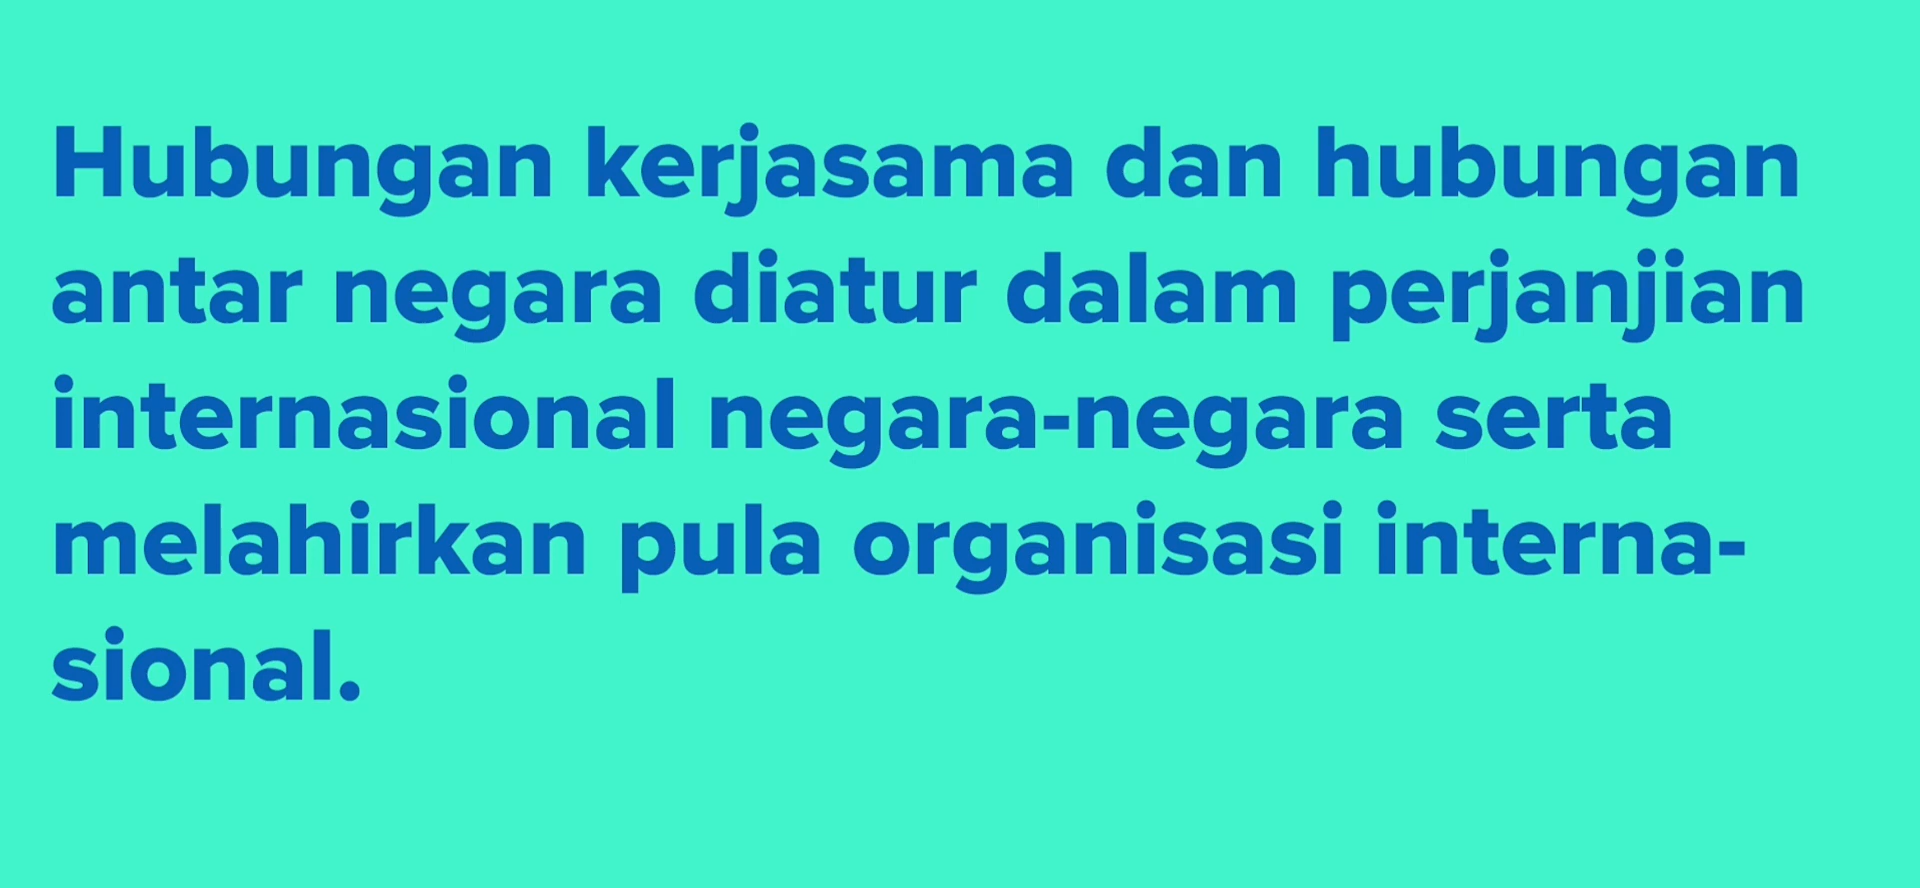 Hubungan kerjasama dan hubungan
antar negara diatur dalam perjanjian
internasional negara-negara serta
melahirkan pula organisasi interna-
sional.